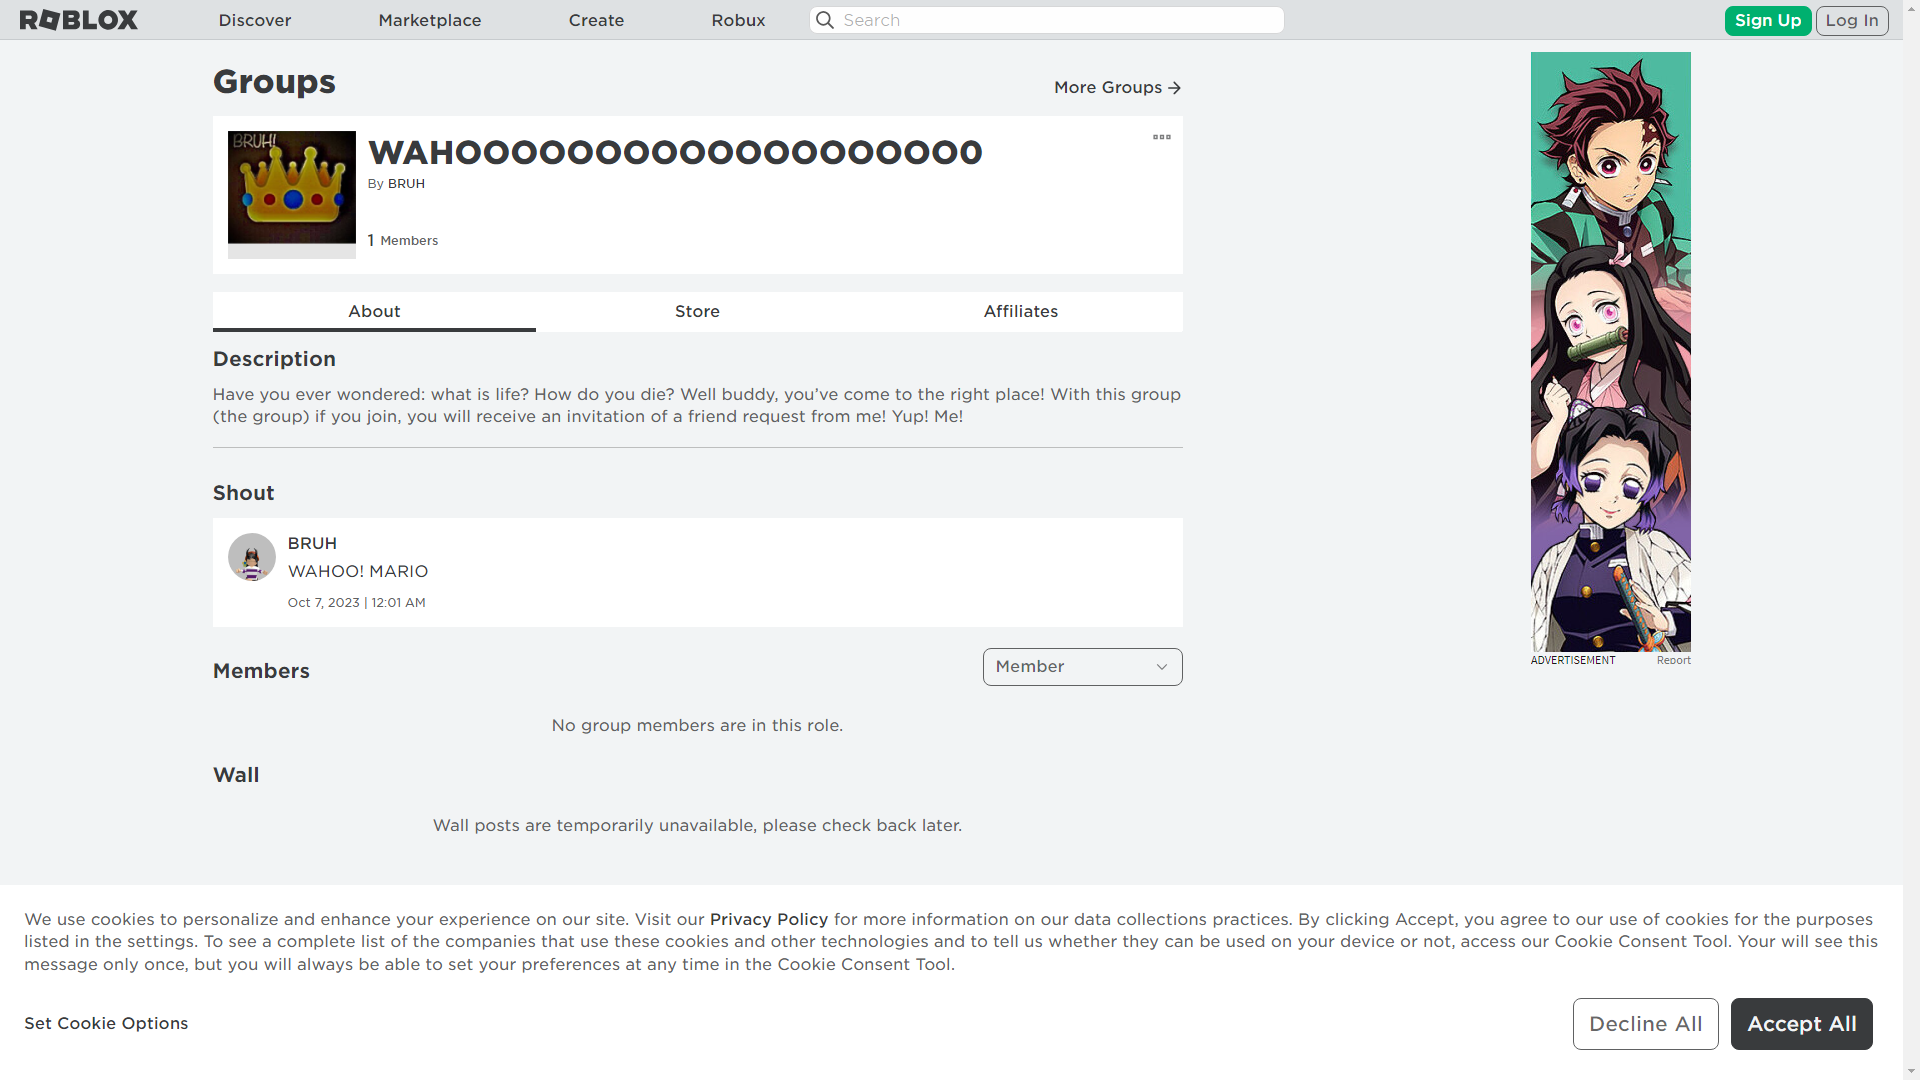 ROBLOX
Discover
Marketplace
Create
Robux
Search
Sign Up
Log In
Groups
More Groups
BRUH!
WAHOOOOOOOOOOOOOOOOOOO0
By BRUH
1 Members
About
Store
Affiliates
Description
Have you ever wondered: what is life? How do you die? Well buddy, you’ve come to the right place! With this group
(the group) if you join, you will receive an invitation of a friend request from me! Yup! Me!
Shout
BRUH
WAHOO! MARIO
Oct 7, 2023 | 12:01 AM
Members
Member
No group members are in this role.
Wall
Wall posts are temporarily unavailable, please check back later.
ADVERTISEMENT
Report
We use cookies to personalize and enhance your experience on our site. Visit our Privacy Policy for more information on our data collections practices. By clicking Accept, you agree to our use of cookies for the purposes
listed in the settings. To see a complete list of the companies that use these cookies and other technologies and to tell us whether they can be used on your device or not, access our Cookie Consent Tool. Your will see this
message only once, but you will always be able to set your preferences at any time in the Cookie Consent Tool.
Set Cookie Options
Decline All
Accept All